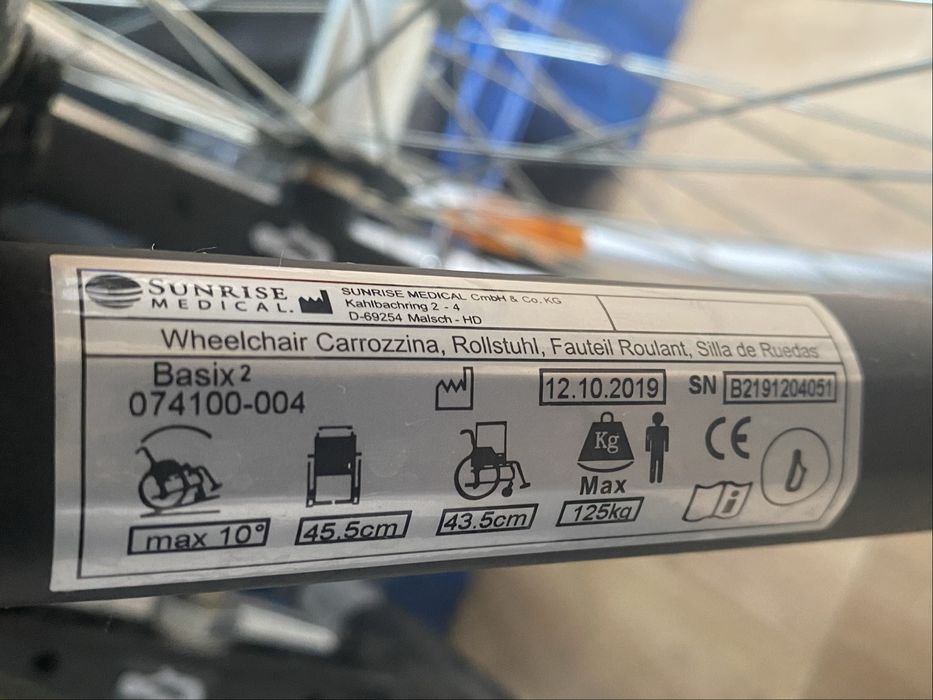 SUNRISE
MEDICAL.
SUNRISE MEDICAL GmbH & Co. KG
Kahlbachring 2 - 4
D-69254 Malsch - HD
Wheelchair Carrozzina, Rollstuhl, Fauteil Roulant, Silla de Ruedas
Basix2
074100-004
12.10.2019
SN B2191204051
Kg
CE
Max
i
max 10°
45.5cm
43.5cm
125kg